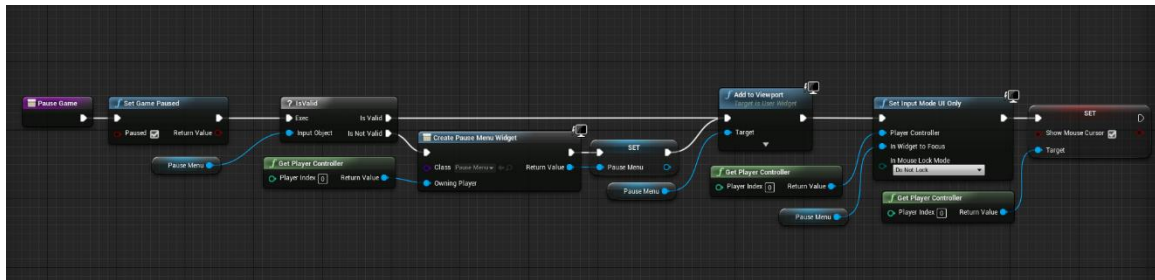 Pause Game
Set Game Paused
Paused
Return Value
Pause Menu
IsValid
Exec
Is Valid
Input Object
Is Not Valid
Get Player Controller
Player Index 0
Return Value
Create Pause Menu Widget
Class Pause Menu
Return Value
Owning Player
SET
Pause Menu
Pause Menu
Add to Viewport
Target is User Widget
Target
Get Player Controller
Player Index 0
Return Value
Pause Menu
Set Input Mode UI Only
Player Controller
In Widget to Focus
In Mouse Lock Mode
Do Not Lock
Get Player Controller
Player Index 0
Return Value
SET
Show Mouse Cursor
Target